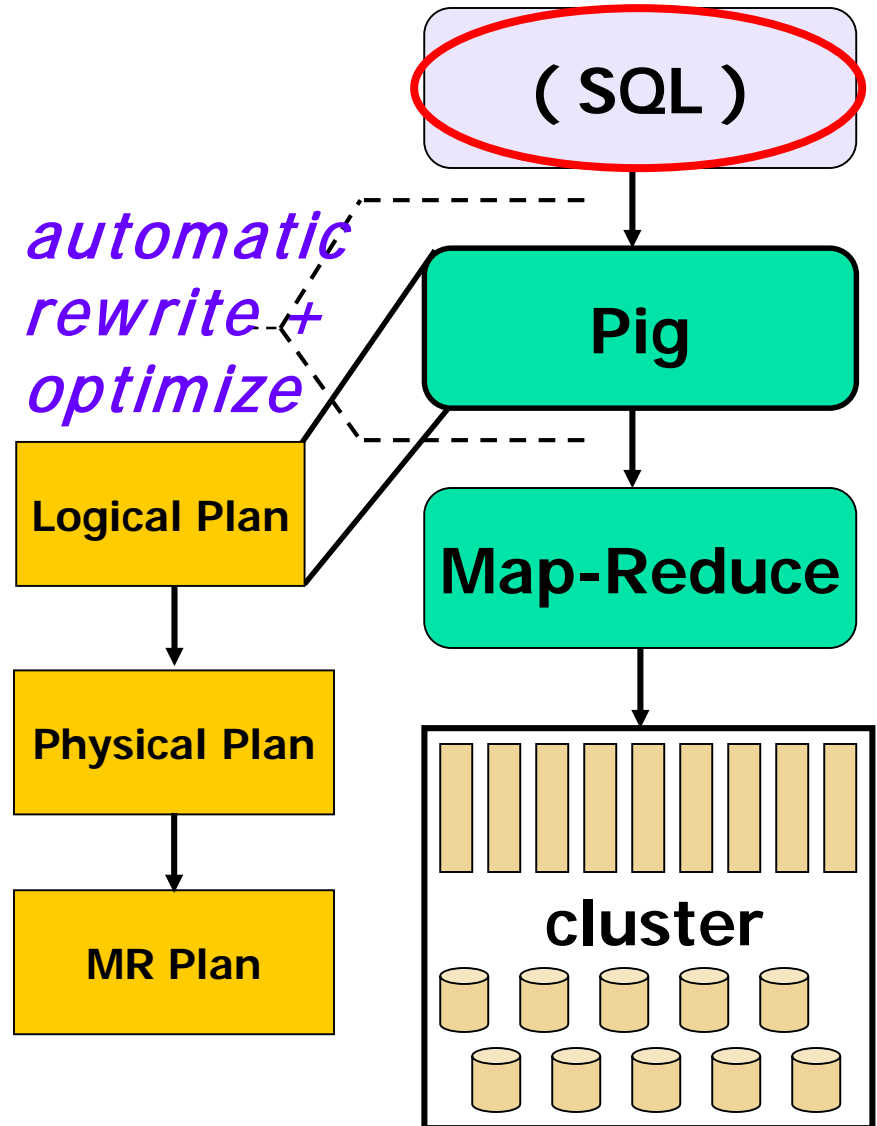 ( SQL )
automatic
rewrite +
optimize
Pig
Logical Plan
Map-Reduce
Physical Plan
cluster
MR Plan